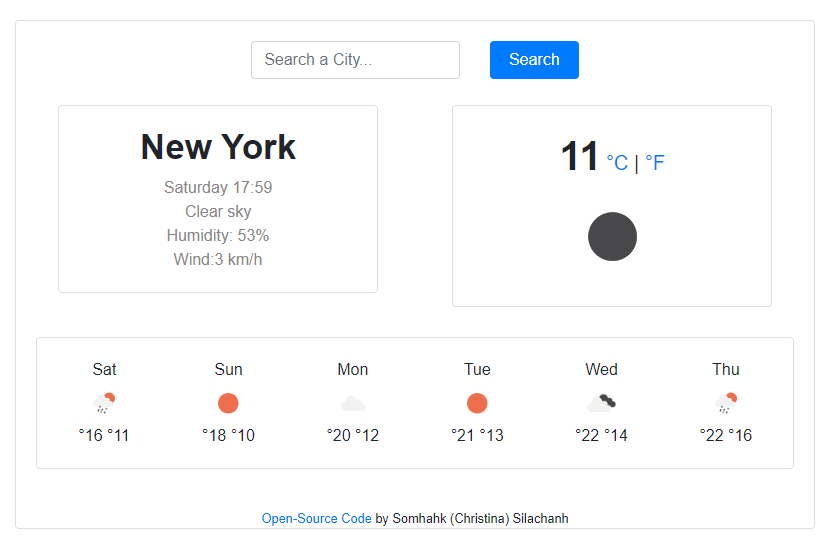 Search a City...
Search
New York
Saturday 17:59
Clear sky
Humidity: 53%
Wind:3 km/h
11 °C | °F
Sat Sun Mon Tue Wed Thu
°16 °11 °18 °10 °20 °12 °21 °13 °22 °14 °22 °16
Open-Source Code by Somhahk (Christina) Silachanh